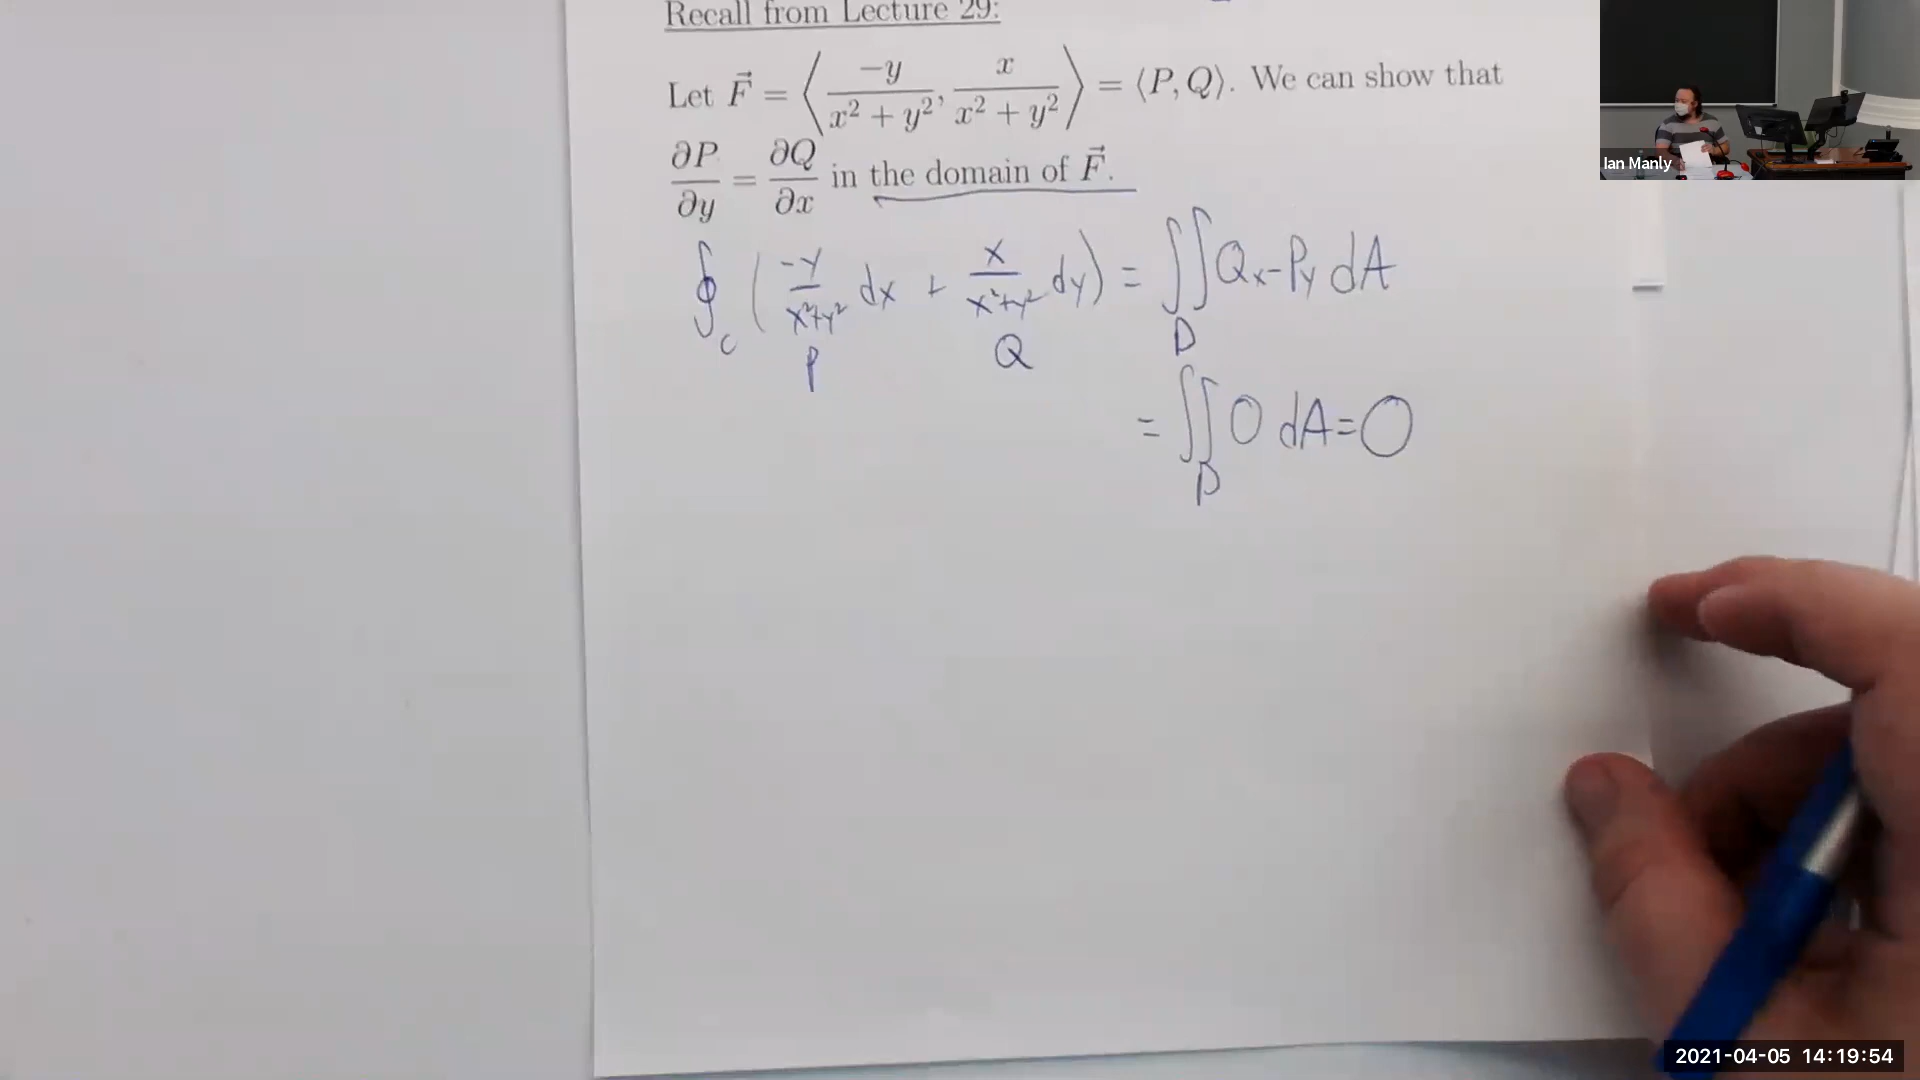 Recall from Lecture 29:
Let F⃗ = ⟨ −y / (x² + y²), x / (x² + y²) ⟩ = ⟨P, Q⟩. We can show that
∂P/∂y = ∂Q/∂x in the domain of F⃗.
∮_C ( −y / (x²+y²) dx + x / (x²+y²) dy ) = ∬_D Qx − Py dA
P Q
= ∬_D 0 dA = 0
Ian Manly
2021-04-05 14:19:54